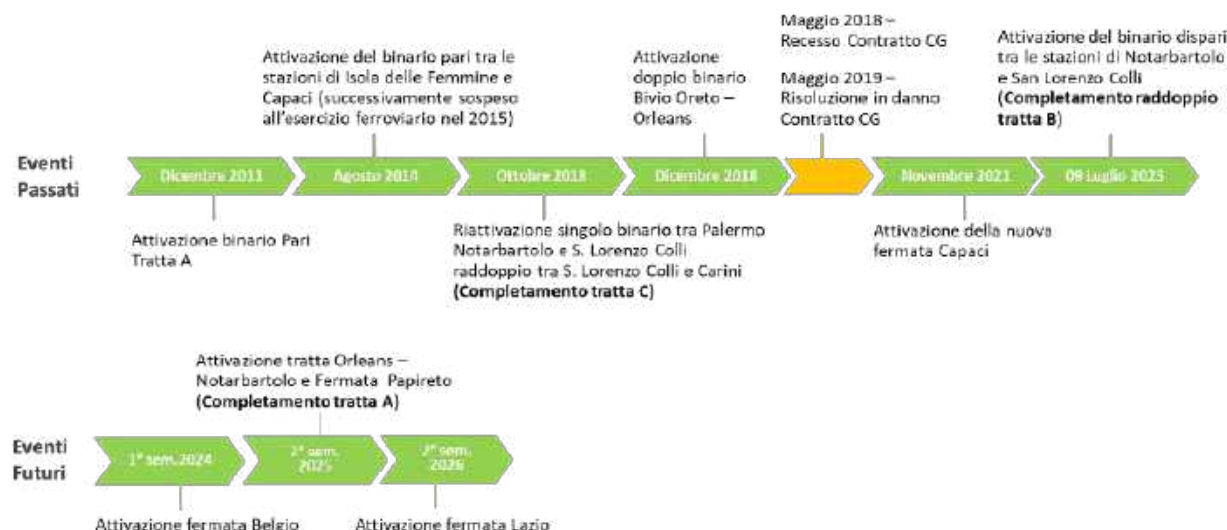 Attivazione del binario pari tra le
stazioni di Isola delle Femmine e
Capaci (successivamente sospeso
all'esercizio ferroviario nel 2015)
Attivazione
doppio binario
Bivio Oreto –
Orleans
Maggio 2018 –
Recesso Contratto CG
Maggio 2019 –
Risoluzione in danno
Contratto CG
Attivazione del binario dispari
tra le stazioni di Notarbartolo
e San Lorenzo Colli
(Completamento raddoppio
tratta B)
Eventi
Passati
Dicembre 2011
Agosto 2014
Ottobre 2018
Dicembre 2018
Novembre 2021
09 Luglio 2023
Attivazione binario Pari
Tratta A
Riattivazione singolo binario tra Palermo
Notarbartolo e S. Lorenzo Colli
raddoppio tra S. Lorenzo Colli e Carini
(Completamento tratta C)
Attivazione della nuova
fermata Capaci
Attivazione tratta Orleans –
Notarbartolo e Fermata Papireto
(Completamento tratta A)
Eventi
Futuri
1° sem.2024
2° sem.
2025
2° sem.
2026
Attivazione fermata Belgio
Attivazione fermata Lazio